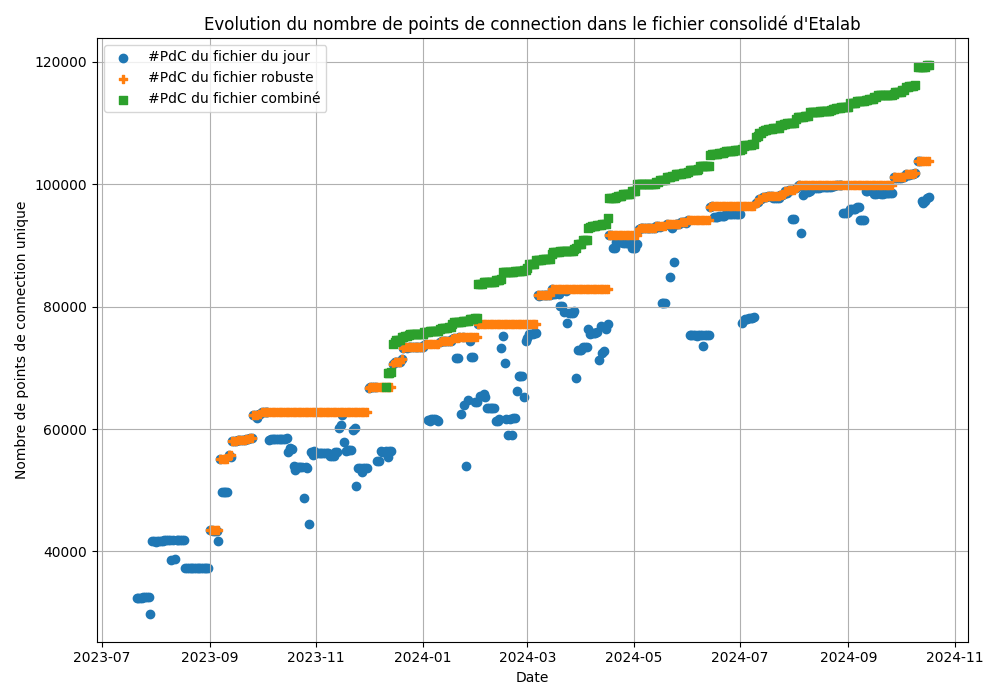 Evolution du nombre de points de connection dans le fichier consolidé d'Etalab
#PdC du fichier du jour
#PdC du fichier robuste
#PdC du fichier combiné
120000
100000
80000
60000
40000
Nombre de points de connection unique
2023-07
2023-09
2023-11
2024-01
2024-03
2024-05
2024-07
2024-09
2024-11
Date